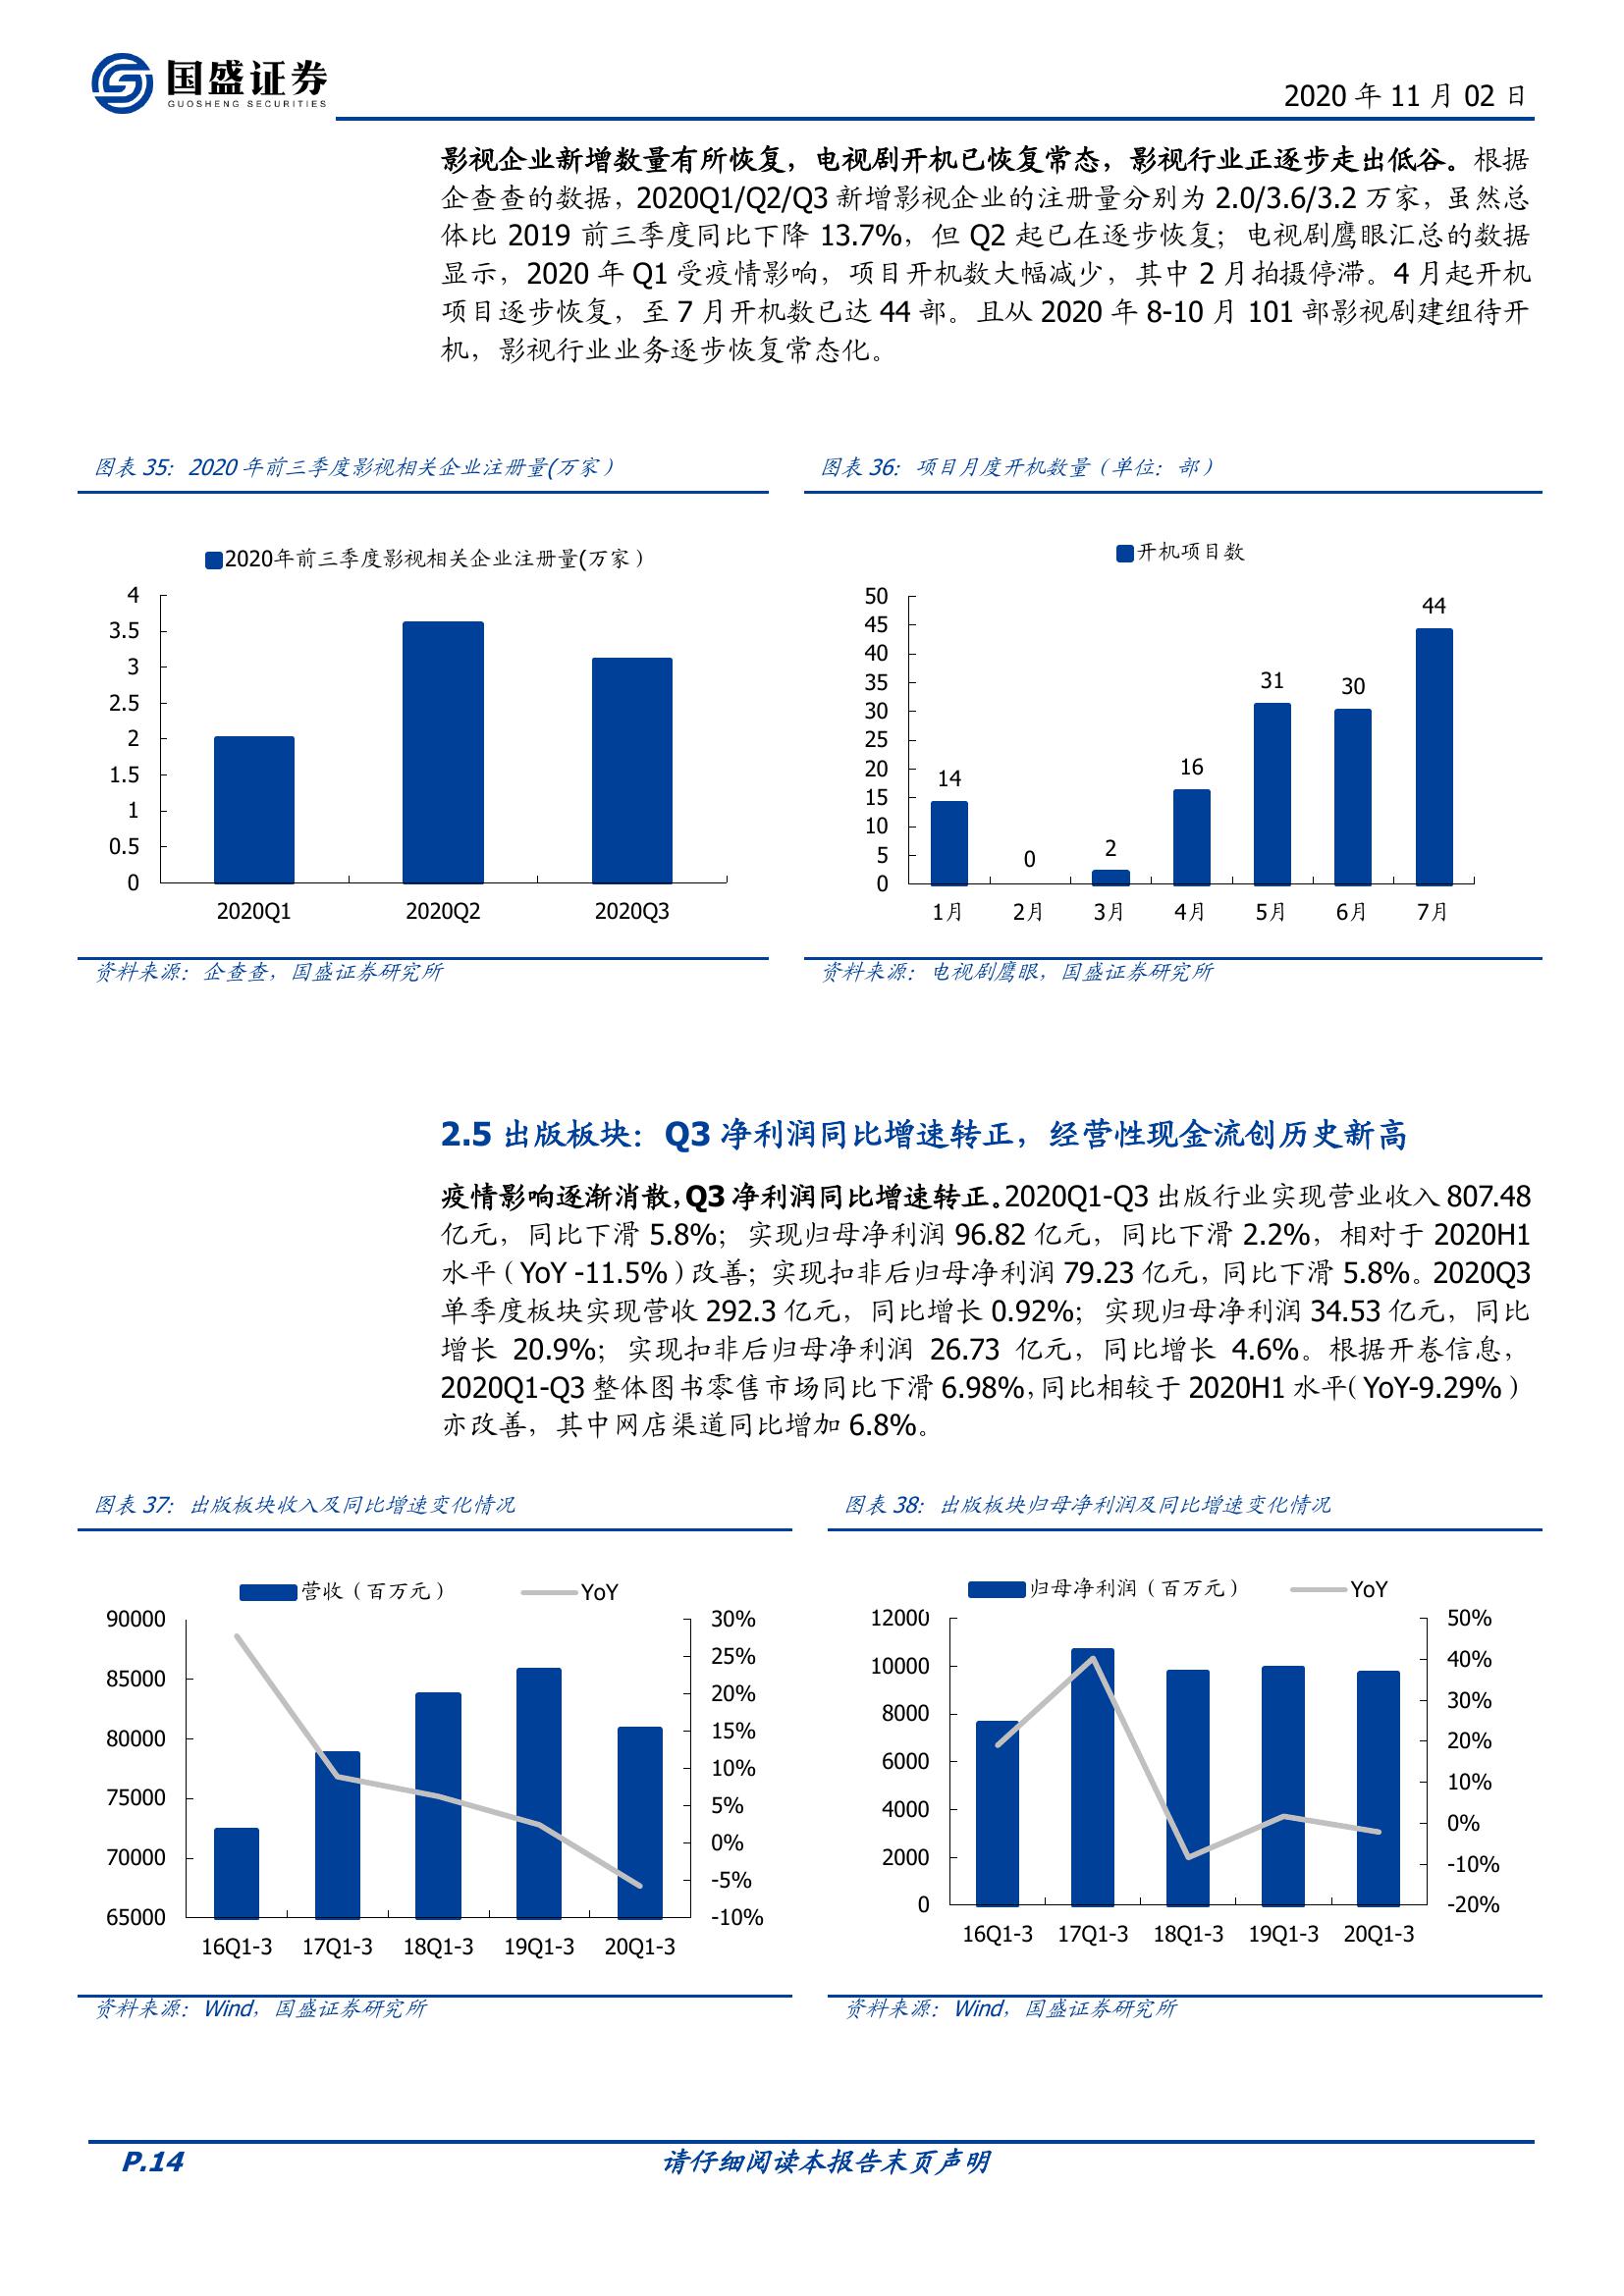 国盛证券
GUOSHENG SECURITIES
2020 年 11 月 02 日
影视企业新增数量有所恢复，电视剧开机已恢复常态，影视行业正逐步走出低谷。根据
企查查的数据，2020Q1/Q2/Q3 新增影视企业的注册量分别为 2.0/3.6/3.2 万家，虽然总
体比 2019 前三季度同比下降 13.7%，但 Q2 起已在逐步恢复；电视剧鹰眼汇总的数据
显示，2020 年 Q1 受疫情影响，项目开机数大幅减少，其中 2 月拍摄停滞。4 月起开机
项目逐步恢复，至 7 月开机数已达 44 部。且从 2020 年 8-10 月 101 部影视剧建组待开
机，影视行业业务逐步恢复常态化。
图表 35：2020 年前三季度影视相关企业注册量(万家）
2020年前三季度影视相关企业注册量(万家）
4
3.5
3
2.5
2
1.5
1
0.5
0
2020Q1 2020Q2 2020Q3
资料来源：企查查，国盛证券研究所
图表 36：项目月度开机数量（单位：部）
开机项目数
50
45
40
35
30
25
20
15
10
5
0
14 0 2 16 31 30 44
1月 2月 3月 4月 5月 6月 7月
资料来源：电视剧鹰眼，国盛证券研究所
2.5 出版板块：Q3 净利润同比增速转正，经营性现金流创历史新高
疫情影响逐渐消散，Q3 净利润同比增速转正。2020Q1-Q3 出版行业实现营业收入 807.48
亿元，同比下滑 5.8%；实现归母净利润 96.82 亿元，同比下滑 2.2%，相对于 2020H1
水平（YoY -11.5%）改善；实现扣非后归母净利润 79.23 亿元，同比下滑 5.8%。2020Q3
单季度板块实现营收 292.3 亿元，同比增长 0.92%；实现归母净利润 34.53 亿元，同比
增长 20.9%；实现扣非后归母净利润 26.73 亿元，同比增长 4.6%。根据开卷信息，
2020Q1-Q3 整体图书零售市场同比下滑 6.98%，同比相较于 2020H1 水平（YoY-9.29%）
亦改善，其中网店渠道同比增加 6.8%。
图表 37：出版板块收入及同比增速变化情况
营收（百万元） YoY
90000
85000
80000
75000
70000
65000
30%
25%
20%
15%
10%
5%
0%
-5%
-10%
16Q1-3 17Q1-3 18Q1-3 19Q1-3 20Q1-3
资料来源：Wind，国盛证券研究所
图表 38：出版板块归母净利润及同比增速变化情况
归母净利润（百万元） YoY
12000
10000
8000
6000
4000
2000
0
50%
40%
30%
20%
10%
0%
-10%
-20%
16Q1-3 17Q1-3 18Q1-3 19Q1-3 20Q1-3
资料来源：Wind，国盛证券研究所
P.14
请仔细阅读本报告末页声明